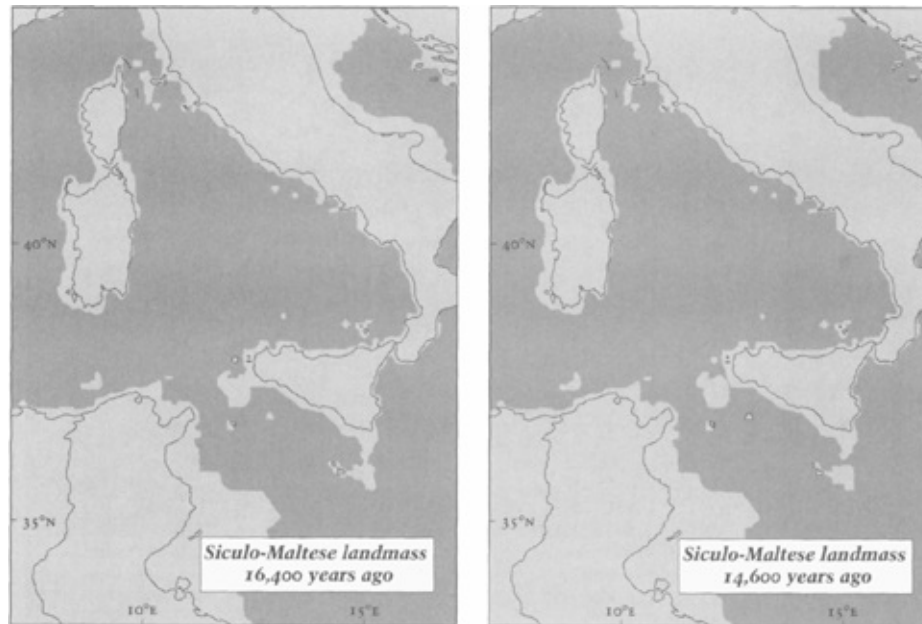 40°N
35°N
Siculo-Maltese landmass
16,400 years ago
10°E
15°E
40°N
35°N
Siculo-Maltese landmass
14,600 years ago
10°E
15°E